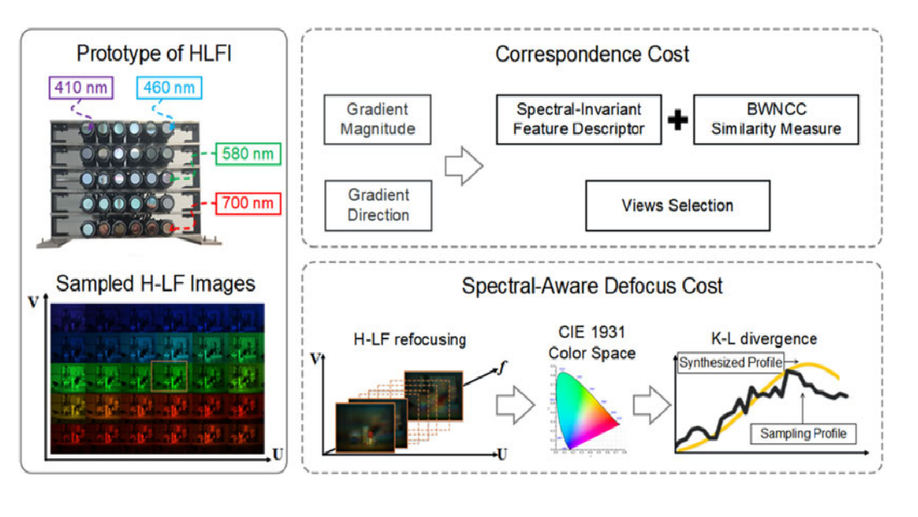 Prototype of HLFI
410 nm
460 nm
580 nm
700 nm
Sampled H-LF Images
V
U
Correspondence Cost
Gradient
Magnitude
Gradient
Direction
Spectral-Invariant
Feature Descriptor
+
BWNCC
Similarity Measure
Views Selection
Spectral-Aware Defocus Cost
H-LF refocusing
V
f
U
CIE 1931
Color Space
K-L divergence
Synthesized Profile
Sampling Profile